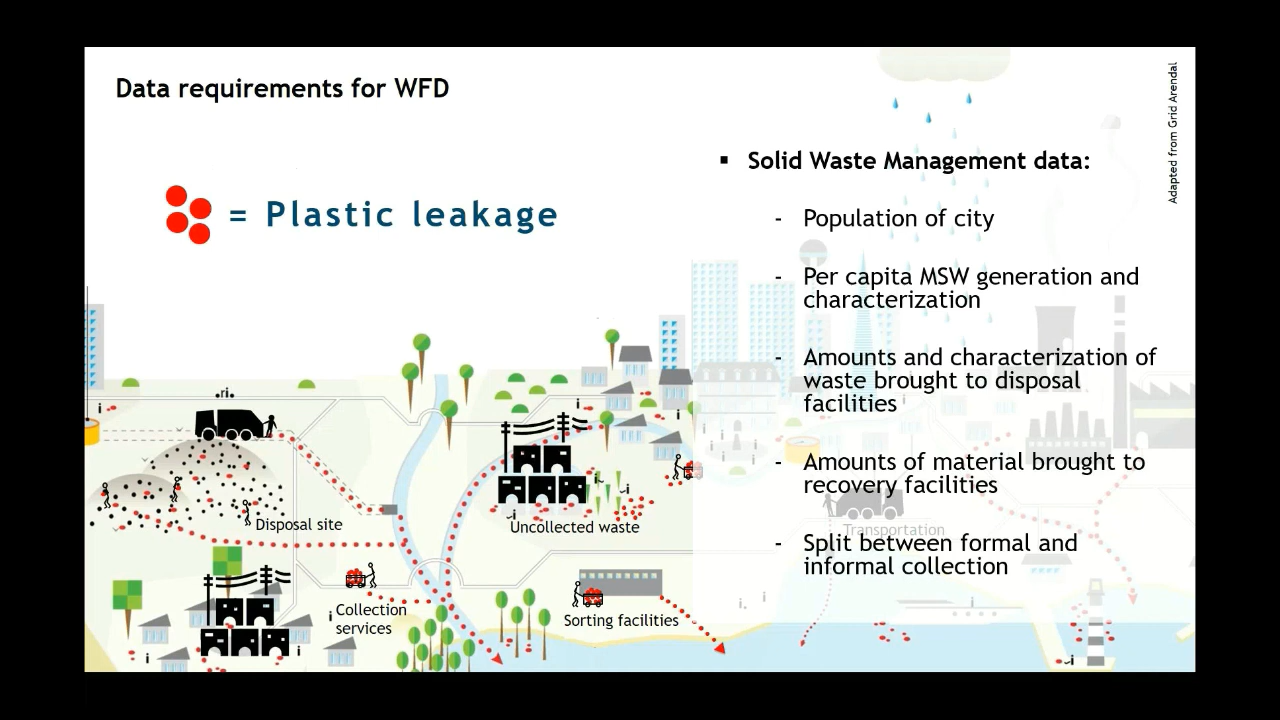 Data requirements for WFD
Adapted from Grid Arendal
= Plastic leakage
▪ Solid Waste Management data:
- Population of city
- Per capita MSW generation and
characterization
- Amounts and characterization of
waste brought to disposal
facilities
- Amounts of material brought to
recovery facilities
- Split between formal and
informal collection
Transportation
Disposal site
Uncollected waste
Collection
services
Sorting facilities